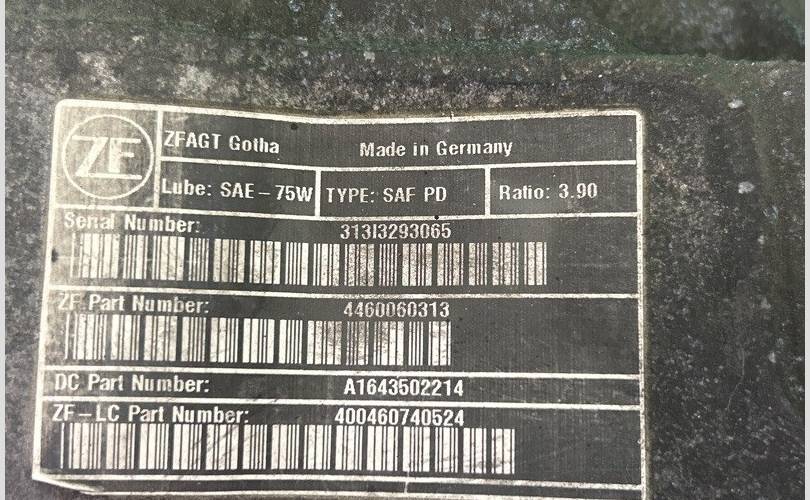 ZF
ZFAGT Gotha Made in Germany
Lube: SAE-75W TYPE: SAF PD Ratio: 3.90
Serial Number: 313I3293065
ZF Part Number: 4460060313
DC Part Number: A1643502214
ZF-LC Part Number: 400460740524